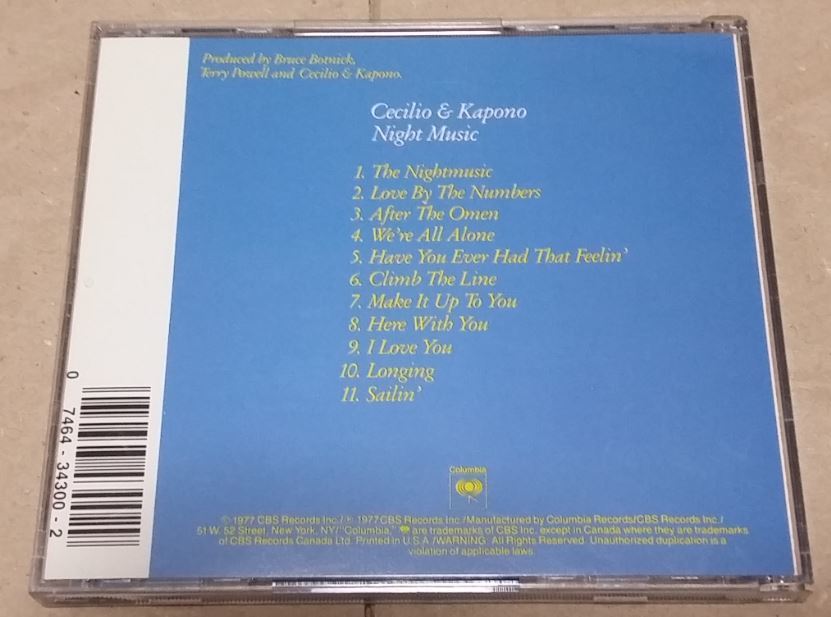 Produced by Bruce Botnick,
Terry Powell and Cecilio & Kapono.
Cecilio & Kapono
Night Music
1. The Nightmusic
2. Love By The Numbers
3. After The Omen
4. We're All Alone
5. Have You Ever Had That Feelin'
6. Climb The Line
7. Make It Up To You
8. Here With You
9. I Love You
10. Longing
11. Sailin'
0 7464-34300-2
Columbia
© 1977 CBS Records Inc./℗ 1977 CBS Records Inc./Manufactured by Columbia Records/CBS Records Inc./
51 W. 52 Street, New York, NY/"Columbia," are trademarks of CBS Inc. except in Canada where they are trademarks
of CBS Records Canada Ltd. Printed in U.S.A./WARNING: All Rights Reserved. Unauthorized duplication is a
violation of applicable laws.